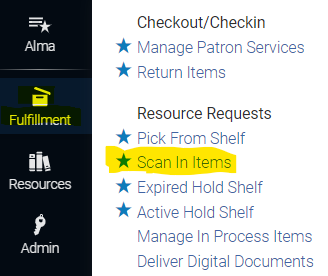 Alma
Fulfillment
Resources
Admin
Checkout/Checkin
Manage Patron Services
Return Items
Resource Requests
Pick From Shelf
Scan In Items
Expired Hold Shelf
Active Hold Shelf
Manage In Process Items
Deliver Digital Documents